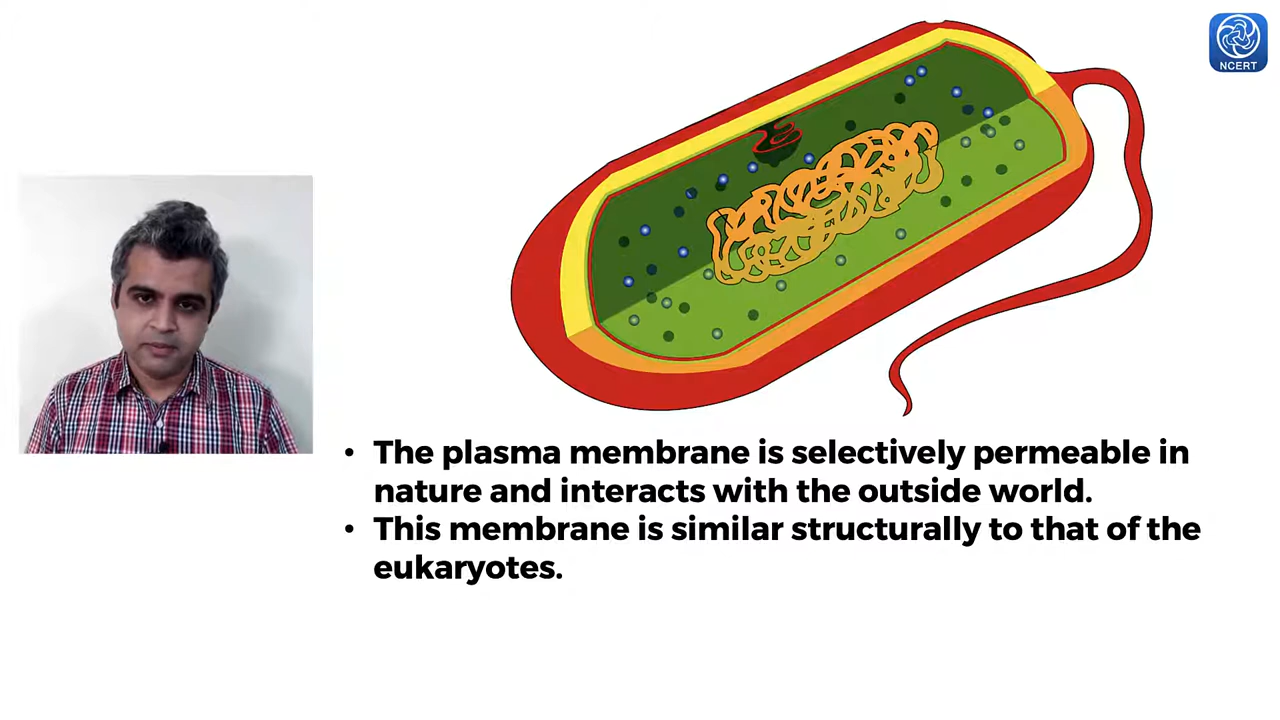 NCERT
• The plasma membrane is selectively permeable in
nature and interacts with the outside world.
• This membrane is similar structurally to that of the
eukaryotes.